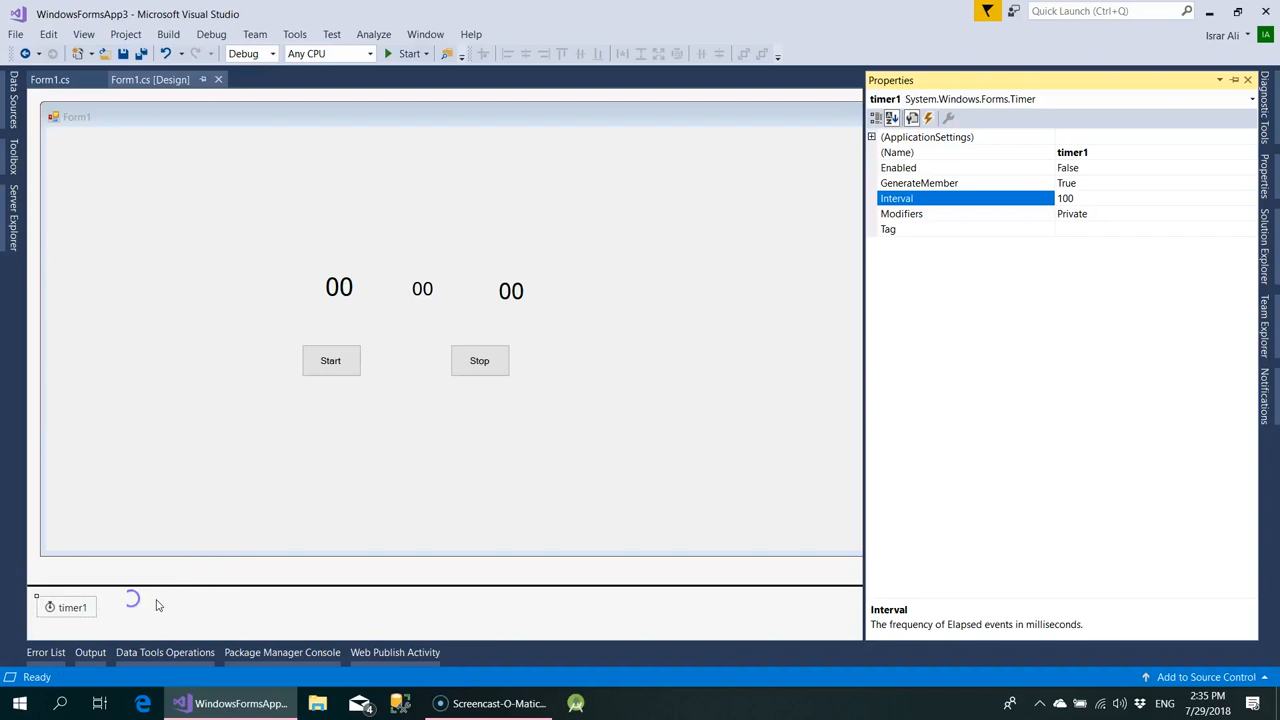 WindowsFormsApp3 - Microsoft Visual Studio
Quick Launch (Ctrl+Q)
File Edit View Project Build Debug Team Tools Test Analyze Window Help
Israr Ali
IA
Debug Any CPU Start
Form1.cs Form1.cs [Design]
Data Sources
Toolbox
Server Explorer
Form1
00 00 00
Start Stop
timer1
Properties
timer1 System.Windows.Forms.Timer
(ApplicationSettings)
(Name) timer1
Enabled False
GenerateMember True
Interval 100
Modifiers Private
Tag
Interval
The frequency of Elapsed events in milliseconds.
Diagnostic Tools
Properties
Solution Explorer
Team Explorer
Notifications
Error List Output Data Tools Operations Package Manager Console Web Publish Activity
Ready
Add to Source Control
WindowsFormsApp...
4
Screencast-O-Matic...
ENG
2:35 PM
7/29/2018